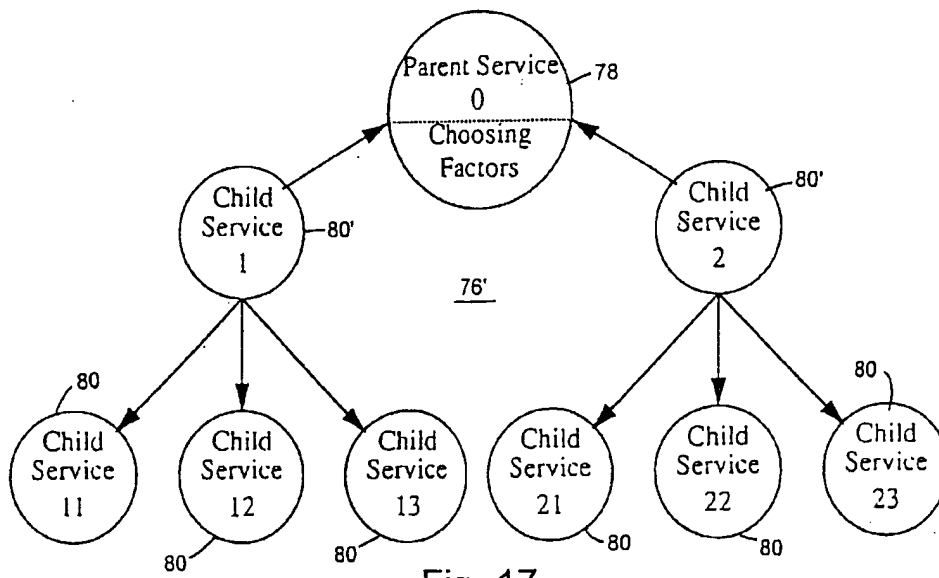 Parent Service
0
Choosing
Factors
78
Child
Service
1
80'
Child
Service
2
80'
76'
Child
Service
11
80
Child
Service
12
80
Child
Service
13
80
Child
Service
21
80
Child
Service
22
80
Child
Service
23
80
Fig. 17